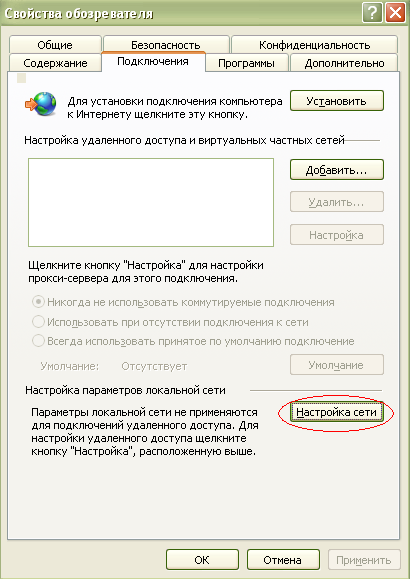 Свойства обозревателя
Общие
Безопасность
Конфиденциальность
Содержание
Подключения
Программы
Дополнительно
Для установки подключения компьютера
к Интернету щелкните эту кнопку.
Установить
Настройка удаленного доступа и виртуальных частных сетей
Добавить...
Удалить...
Настройка
Щелкните кнопку "Настройка" для настройки
прокси-сервера для этого подключения.
Никогда не использовать коммутируемые подключения
Использовать при отсутствии подключения к сети
Всегда использовать принятое по умолчанию подключение
Умолчание:
Отсутствует
Умолчание
Настройка параметров локальной сети
Параметры локальной сети не применяются
для подключений удаленного доступа. Для
настройки удаленного доступа щелкните
кнопку "Настройка", расположенную выше.
Настройка сети
ОК
Отмена
Применить